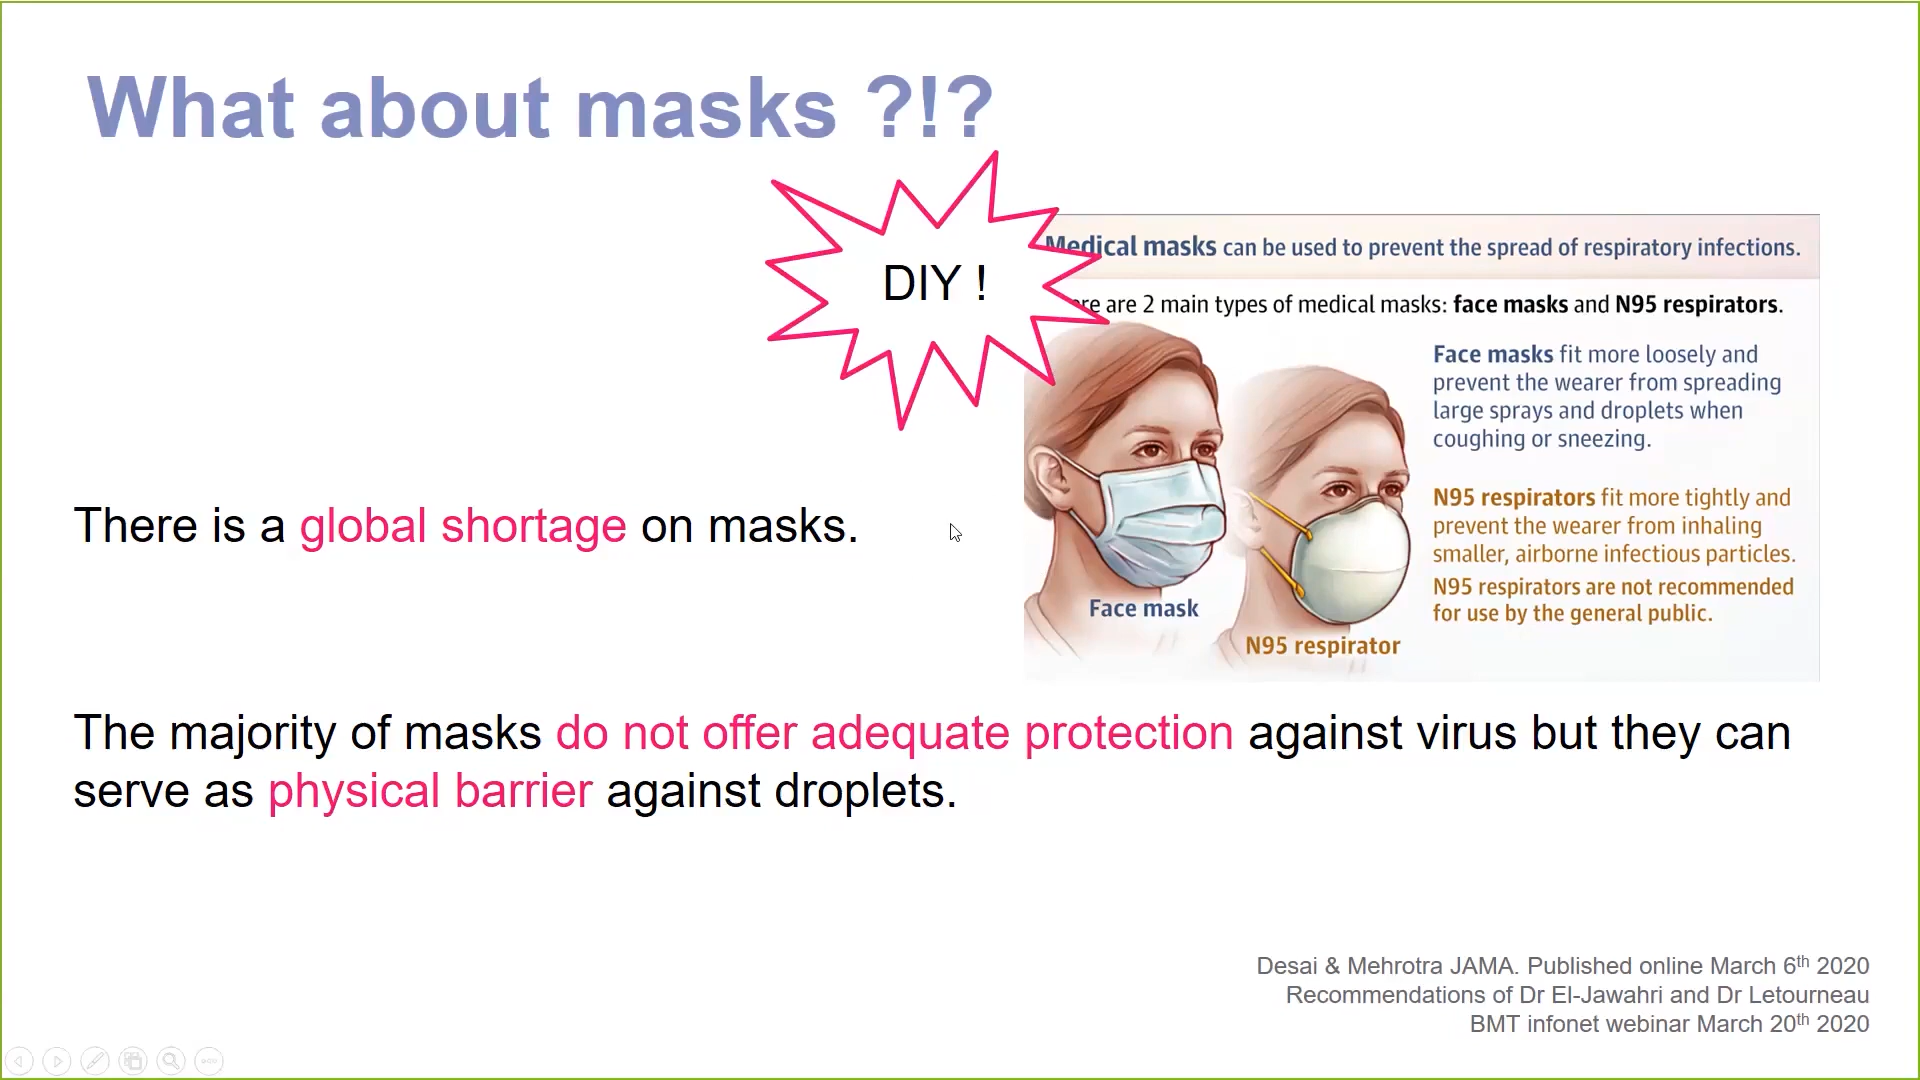 What about masks ?!?
DIY !
Medical masks can be used to prevent the spread of respiratory infections.
are 2 main types of medical masks: face masks and N95 respirators.
Face masks fit more loosely and
prevent the wearer from spreading
large sprays and droplets when
coughing or sneezing.
N95 respirators fit more tightly and
prevent the wearer from inhaling
smaller, airborne infectious particles.
N95 respirators are not recommended
for use by the general public.
Face mask
N95 respirator
There is a global shortage on masks.
The majority of masks do not offer adequate protection against virus but they can
serve as physical barrier against droplets.
Desai & Mehrotra JAMA. Published online March 6th 2020
Recommendations of Dr El-Jawahri and Dr Letourneau
BMT infonet webinar March 20th 2020